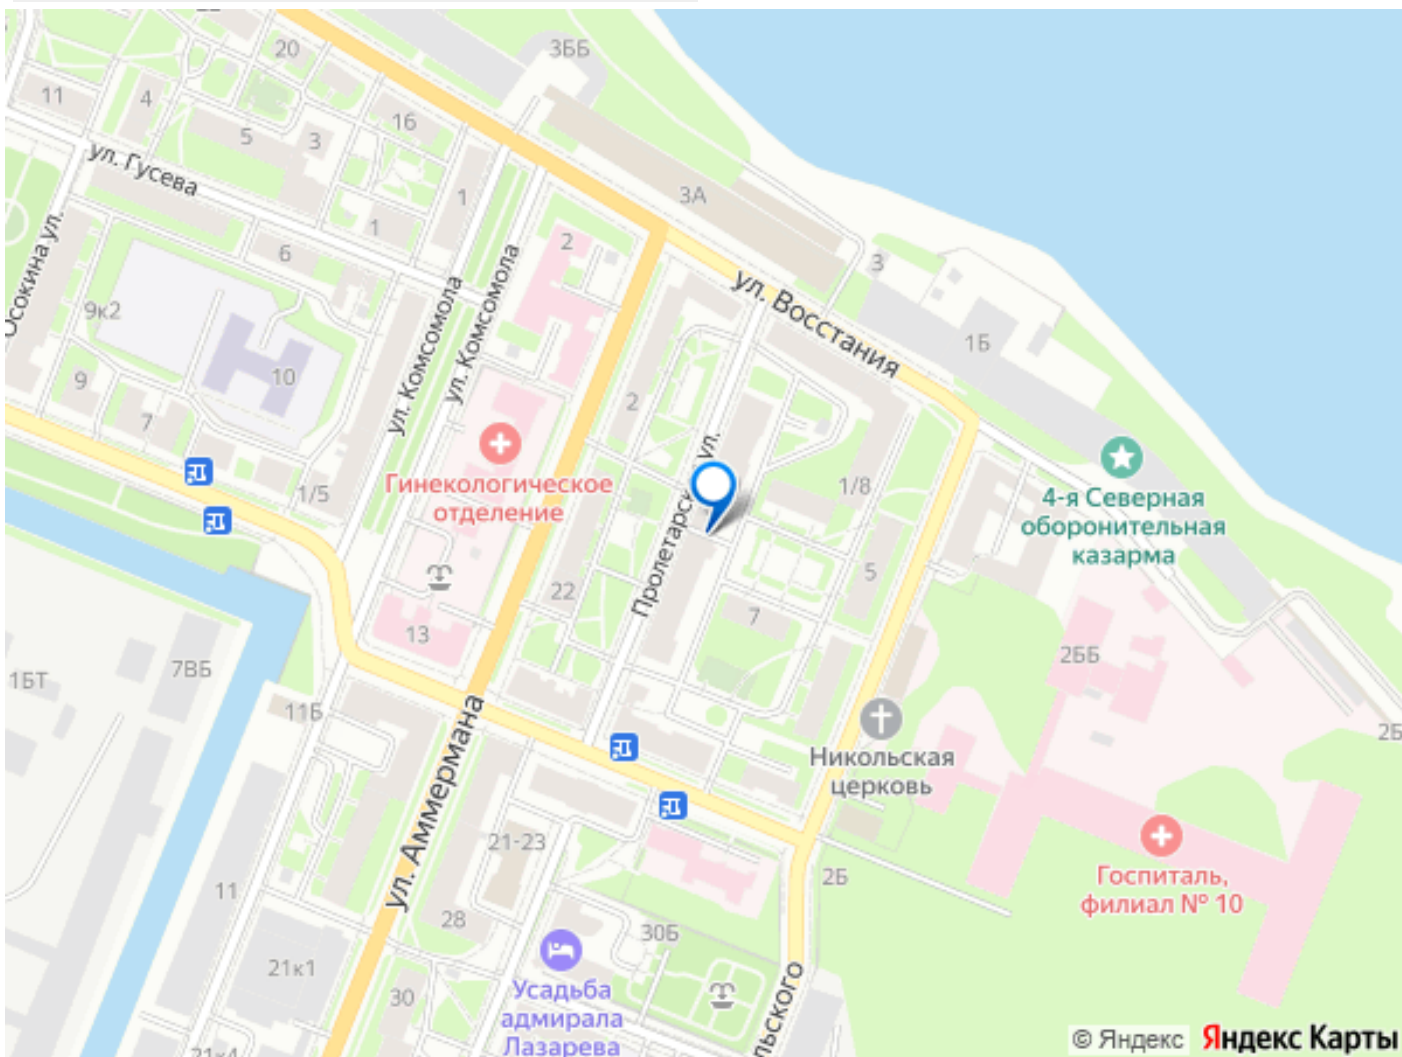 20
3ББ
11
4
16
5
3
ул. Гусева
1
3А
1
2
6
3
ул. Восстания
Осокина ул.
9к2
ул. Комсомола
ул. Комсомола
1Б
10
9
2
7
Пролетарская ул.
1/8
1/5
Гинекологическое
отделение
4-я Северная
оборонительная
казарма
5
22
7
13
2ББ
7ВБ
1БТ
11Б
2Б
Никольская
церковь
ул. Аммермана
21-23
2Б
Госпиталь,
филиал № 10
11
28
30Б
21к1
30
Усадьба
адмирала
Лазарева
льского
21к4
© Яндекс Яндекс Карты